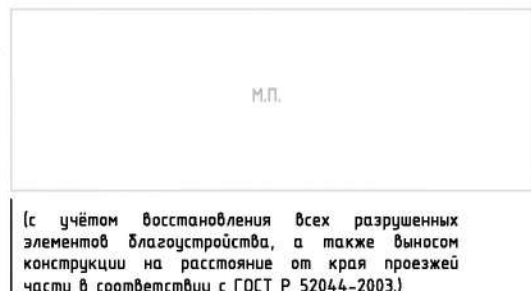 М.П.
(с учётом восстановления всех разрушенных
элементов благоустройства, а также выносом
конструкции на расстояние от края проезжей
части в соответствии с ГОСТ Р 52044-2003.)